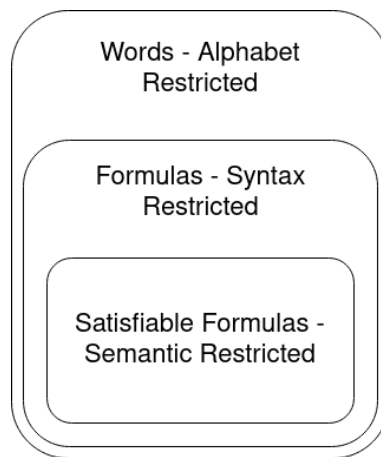 Words - Alphabet
Restricted
Formulas - Syntax
Restricted
Satisfiable Formulas -
Semantic Restricted